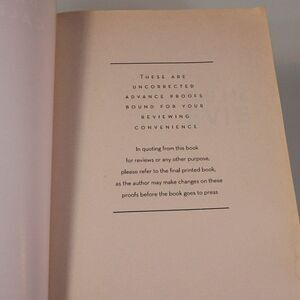 THESE ARE
UNCORRECTED
ADVANCE PROOFS
BOUND FOR YOUR
REVIEWING
CONVENIENCE
In quoting from this book
for reviews or any other purpose,
please refer to the final printed book,
as the author may make changes on these
proofs before the book goes to press.